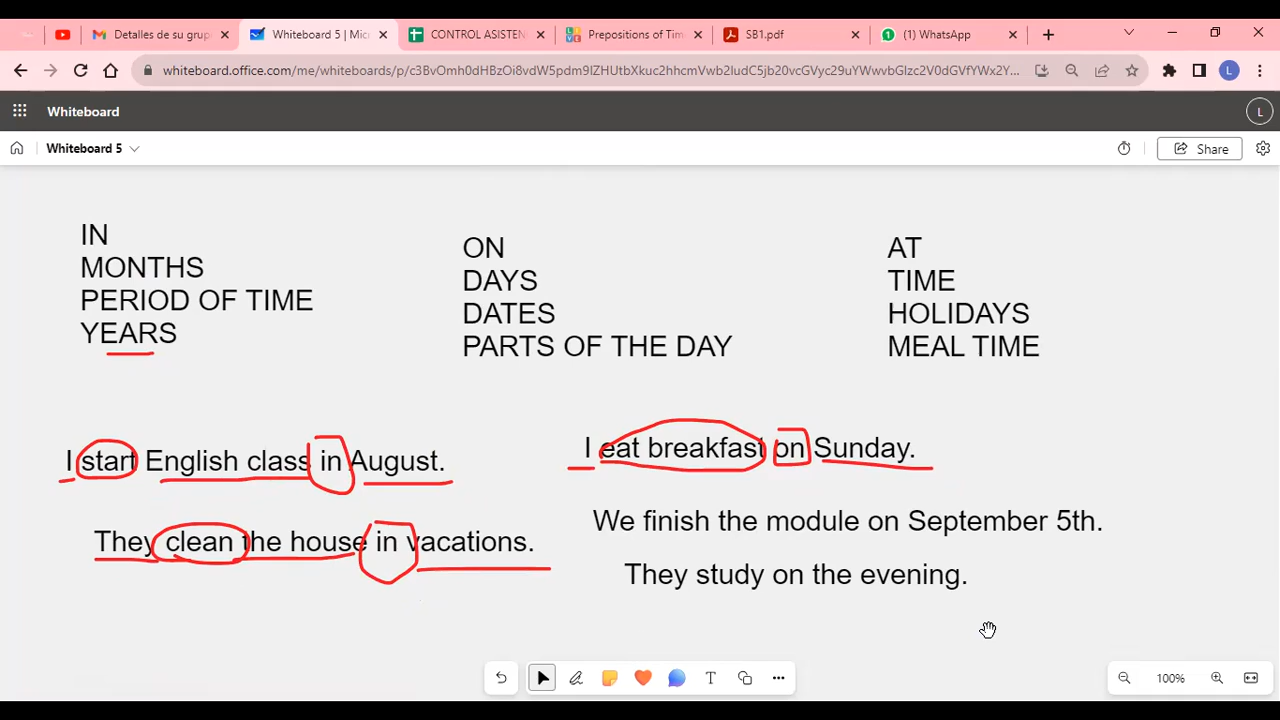 Detalles de su grup
Whiteboard 5 | Mic
CONTROL ASISTEN
Prepositions of Tim
SB1.pdf
(1) WhatsApp
whiteboard.office.com/me/whiteboards/p/
Whiteboard
L
Whiteboard 5
Share
IN
MONTHS
PERIOD OF TIME
YEARS
ON
DAYS
DATES
PARTS OF THE DAY
AT
TIME
HOLIDAYS
MEAL TIME
I start English class in August.
They clean the house in vacations.
I eat breakfast on Sunday.
We finish the module on September 5th.
They study on the evening.
100%